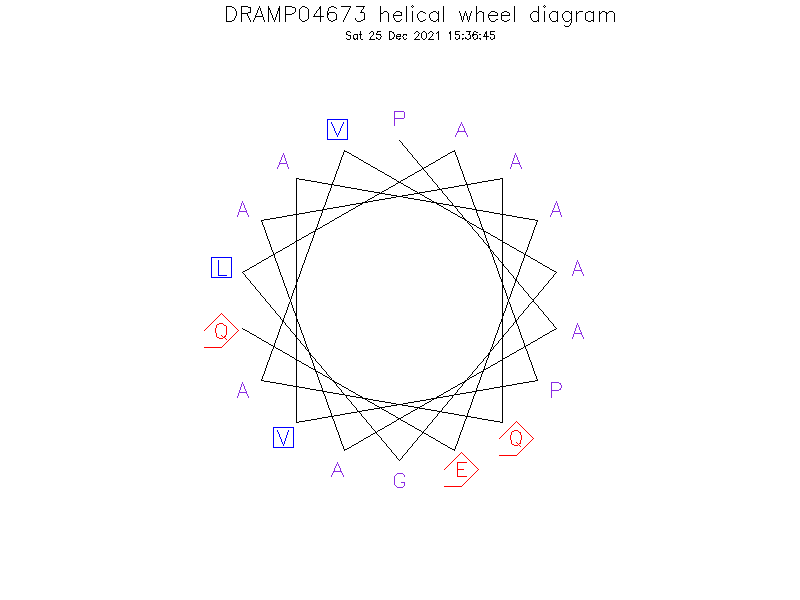 DRAMP04673 helical wheel diagram
Sat 25 Dec 2021 15:36:45
P
V A
A A
A A
L A
Q A
A P
V Q
A E
G